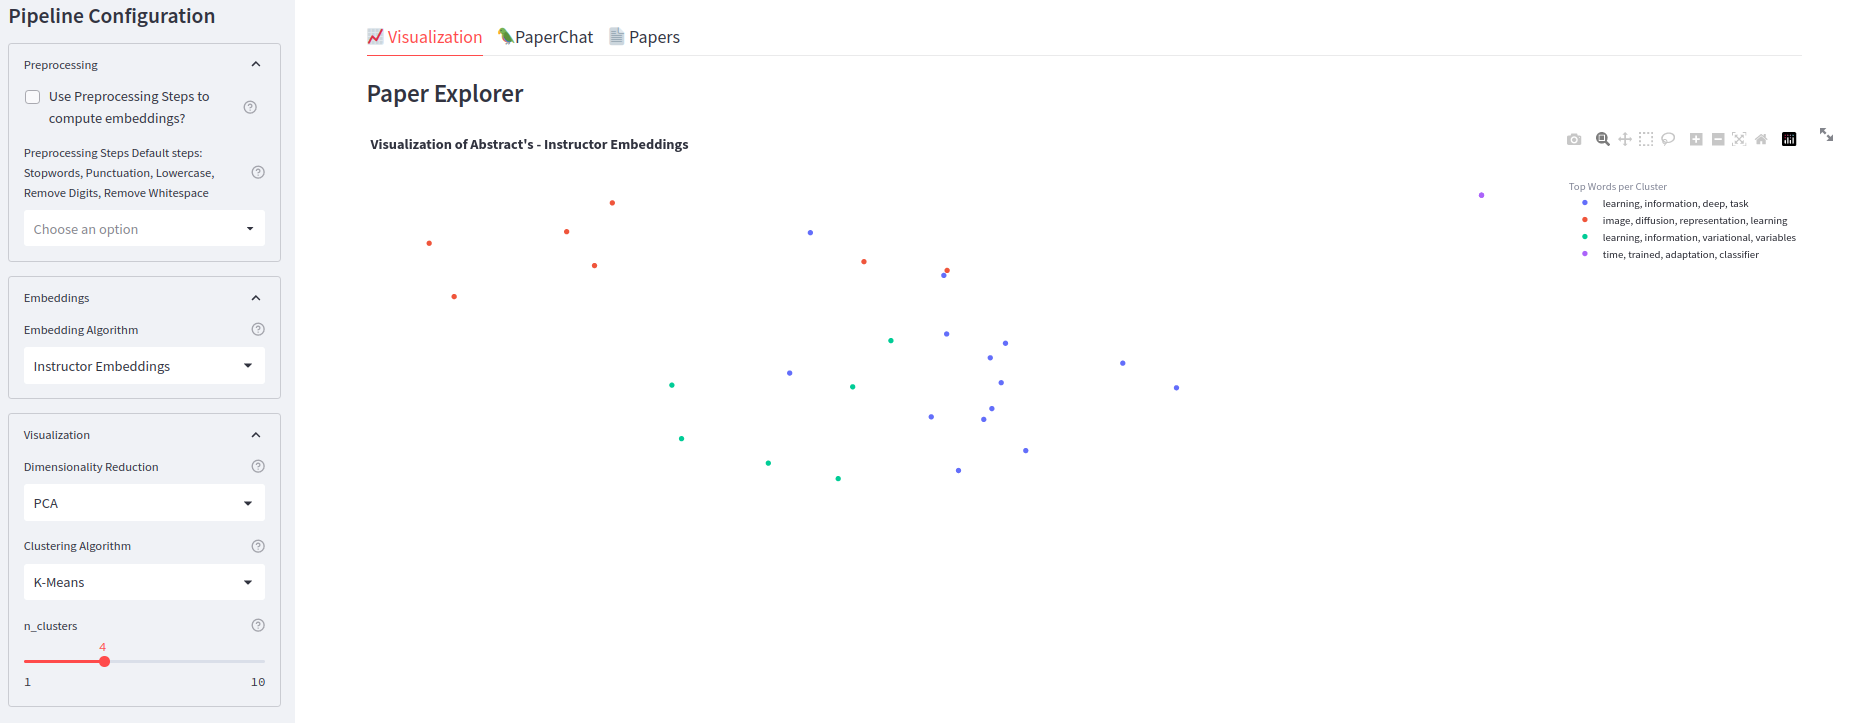 Pipeline Configuration
Preprocessing
Use Preprocessing Steps to
compute embeddings?
Preprocessing Steps Default steps:
Stopwords, Punctuation, Lowercase,
Remove Digits, Remove Whitespace
Choose an option
Embeddings
Embedding Algorithm
Instructor Embeddings
Visualization
Dimensionality Reduction
PCA
Clustering Algorithm
K-Means
n_clusters
4
1 10
Visualization PaperChat Papers
Paper Explorer
Visualization of Abstract's - Instructor Embeddings
Top Words per Cluster
learning, information, deep, task
image, diffusion, representation, learning
learning, information, variational, variables
time, trained, adaptation, classifier